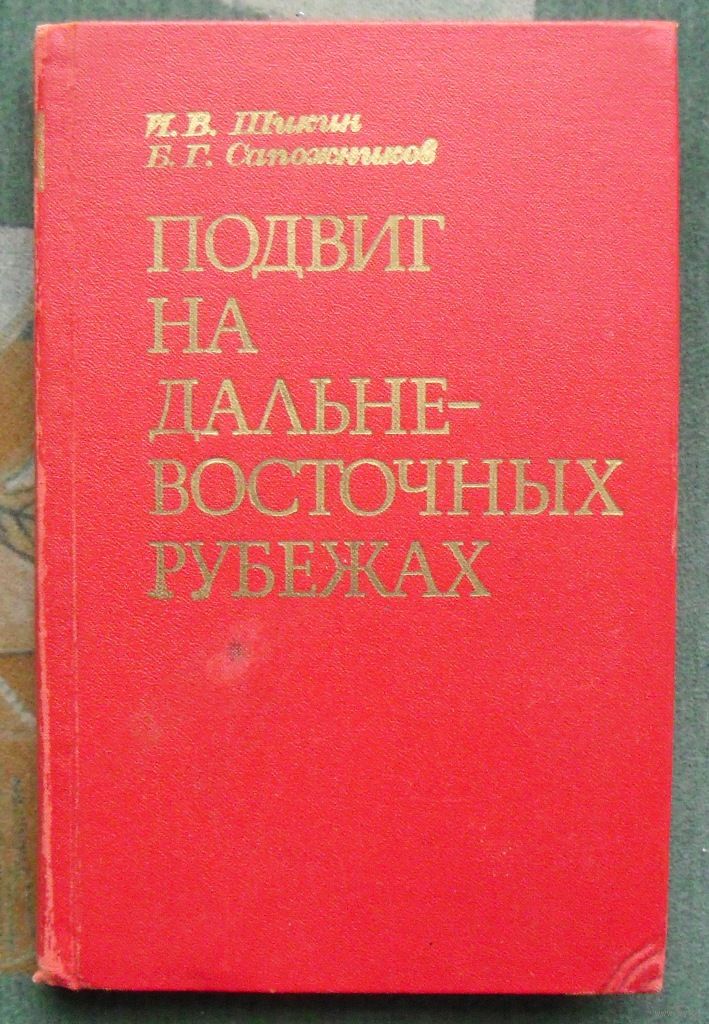 И. В. Шикин
Б. Г. Сапожников
ПОДВИГ
НА
ДАЛЬНЕ-
ВОСТОЧНЫХ
РУБЕЖАХ